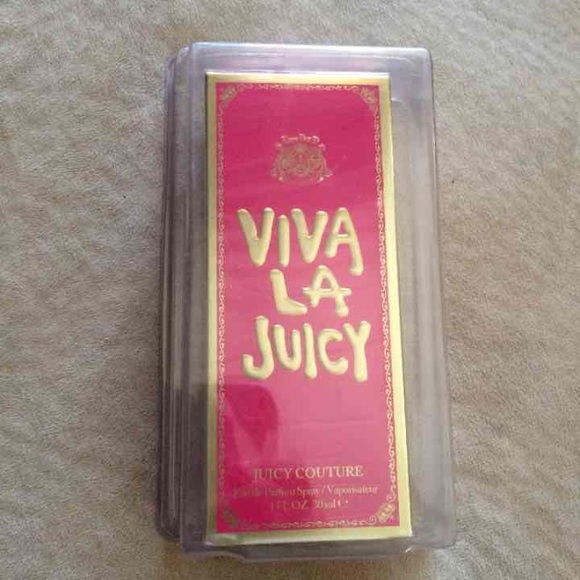 VIVA
LA
JUICY
JUICY COUTURE
Eau de Parfum Spray / Vaporisateur
1 FL OZ 30 ml ℮